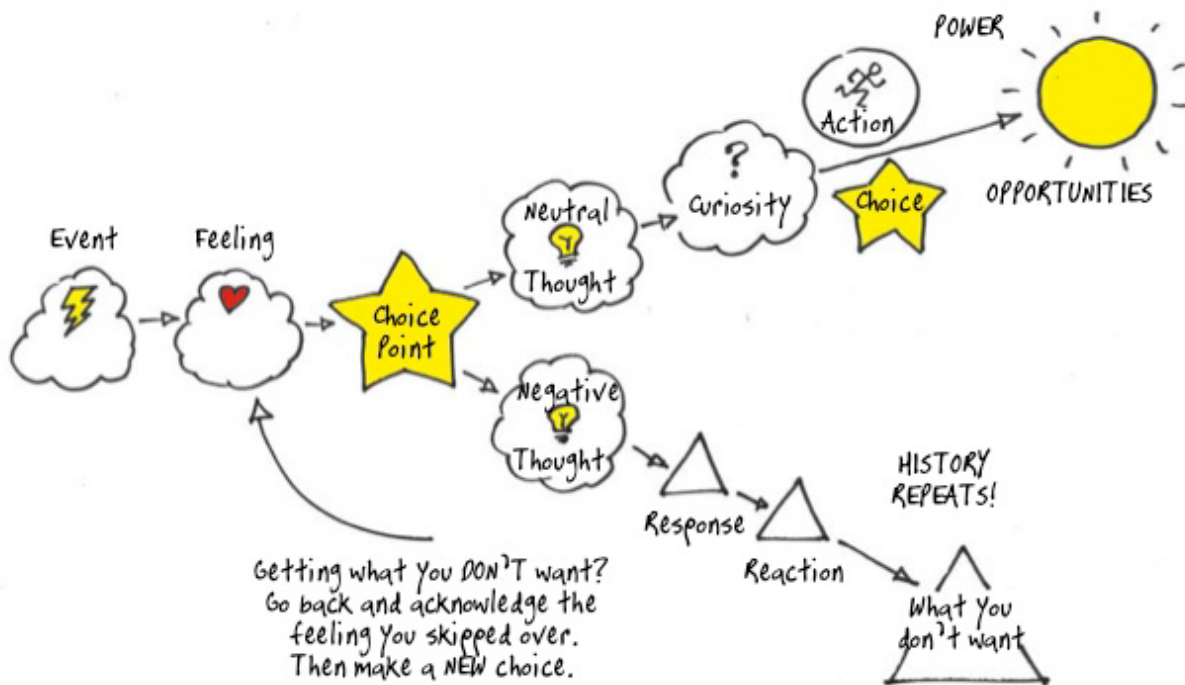 POWER
Action
Choice
OPPORTUNITIES
?
Curiosity
Neutral
Thought
Event
Feeling
Choice
Point
Negative
Thought
Response
Reaction
HISTORY
REPEATS!
What you
don't want
Getting what you DON'T want?
Go back and acknowledge the
feeling you skipped over.
Then make a NEW choice.